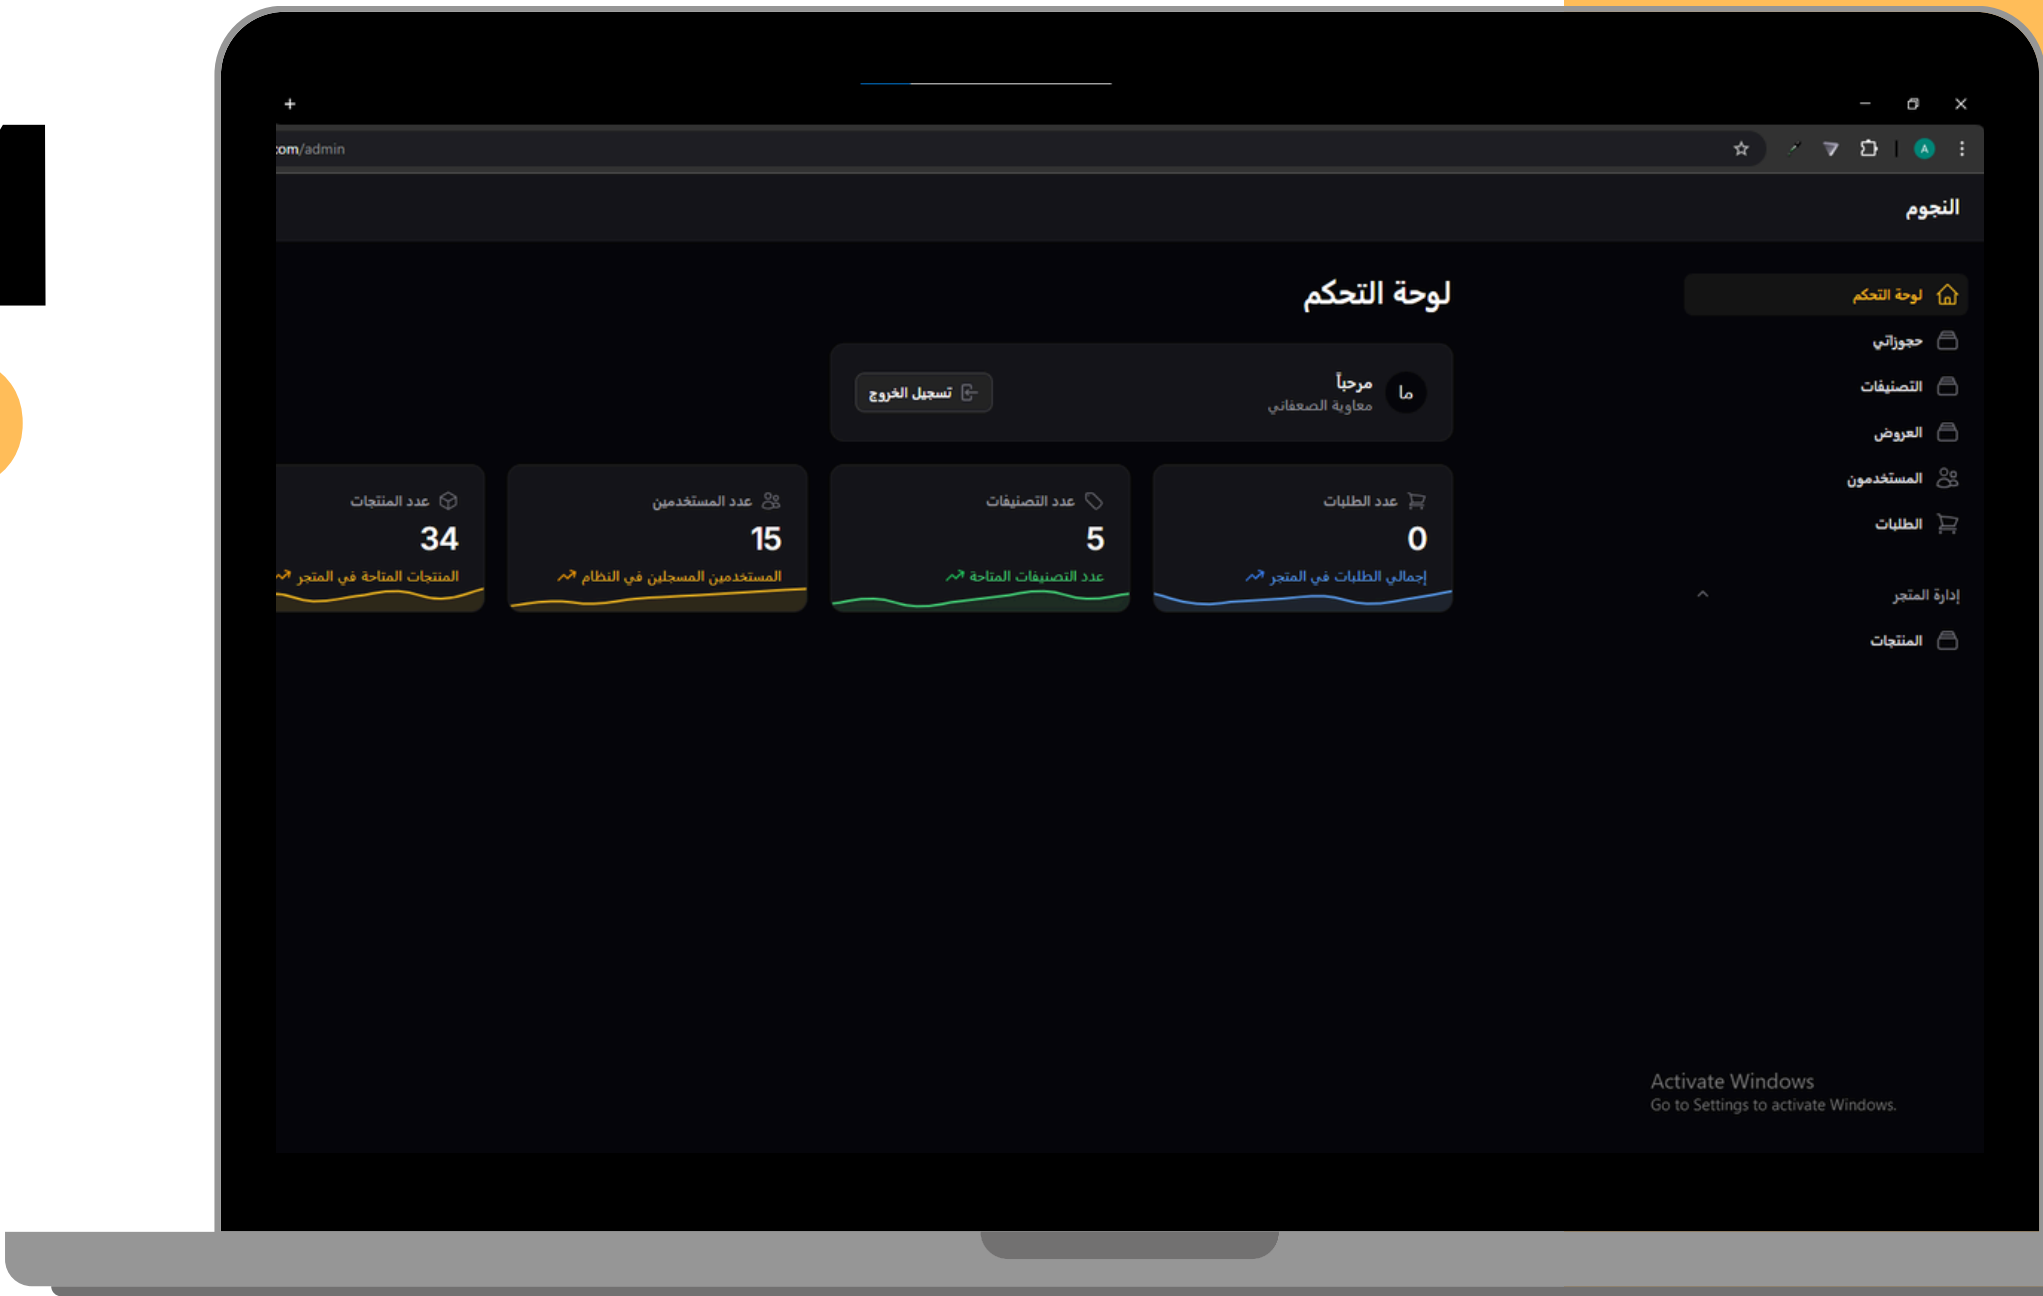 com/admin
A
النجوم
لوحة التحكم
حجوزاتي
التصنيفات
العروض
المستخدمون
الطلبات
إدارة المتجر
المنتجات
لوحة التحكم
ما
مرحباً
معاوية الصعفاني
تسجيل الخروج
عدد الطلبات
0
إجمالي الطلبات في المتجر
عدد التصنيفات
5
عدد التصنيفات المتاحة
عدد المستخدمين
15
المستخدمين المسجلين في النظام
عدد المنتجات
34
المنتجات المتاحة في المتجر
Activate Windows
Go to Settings to activate Windows.